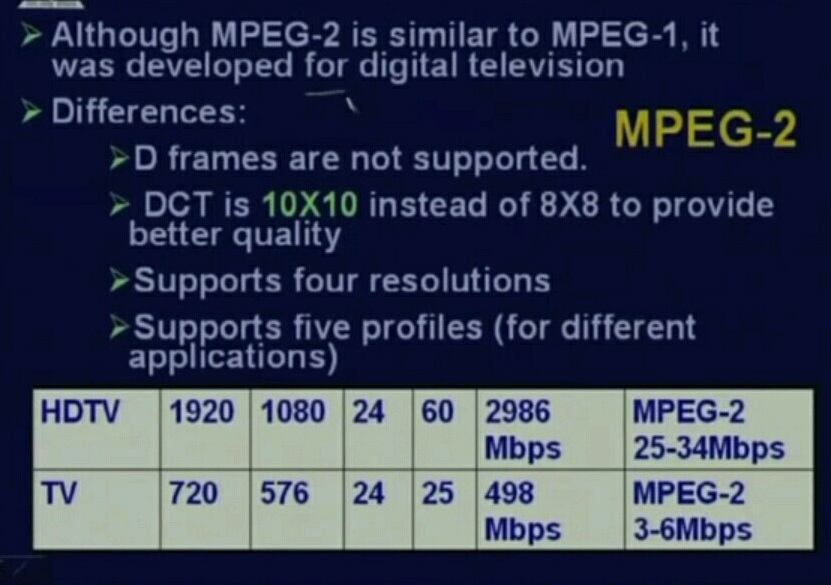 ➢ Although MPEG-2 is similar to MPEG-1, it
was developed for digital television
➢ Differences:
MPEG-2
➢D frames are not supported.
➢ DCT is 10X10 instead of 8X8 to provide
better quality
➢Supports four resolutions
➢Supports five profiles (for different
applications)
HDTV 1920 1080 24 60 2986 MPEG-2
Mbps 25-34Mbps
TV 720 576 24 25 498 MPEG-2
Mbps 3-6Mbps